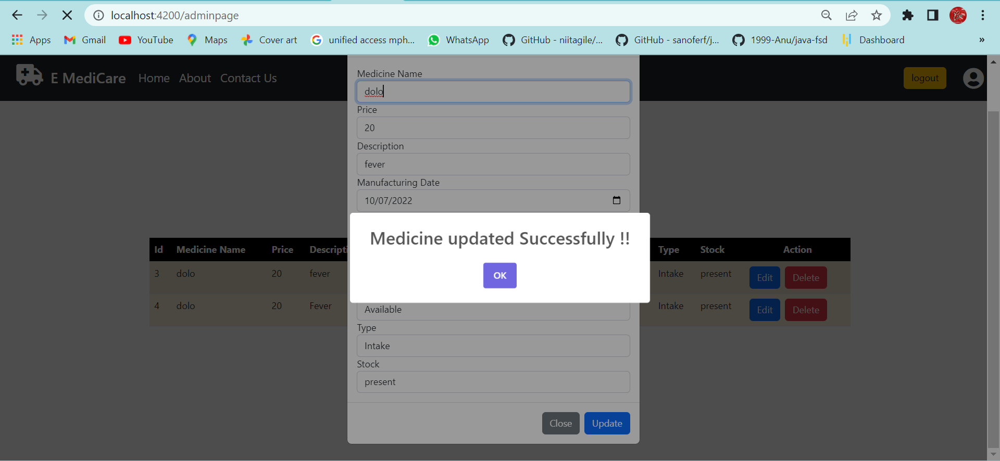 localhost:4200/adminpage
Apps Gmail YouTube Maps Cover art unified access mph... WhatsApp GitHub - niitagile/... GitHub - sanoferf/j... 1999-Anu/java-fsd Dashboard »
E MediCare Home About Contact Us logout
Medicine Name
dolo
Price
20
Description
fever
Manufacturing Date
10/07/2022
Medicine updated Successfully !!
OK
Id Medicine Name Price Descripti Type Stock Action
3 dolo 20 fever Intake present Edit Delete
4 dolo 20 Fever Intake present Edit Delete
Available
Type
Intake
Stock
present
Close Update